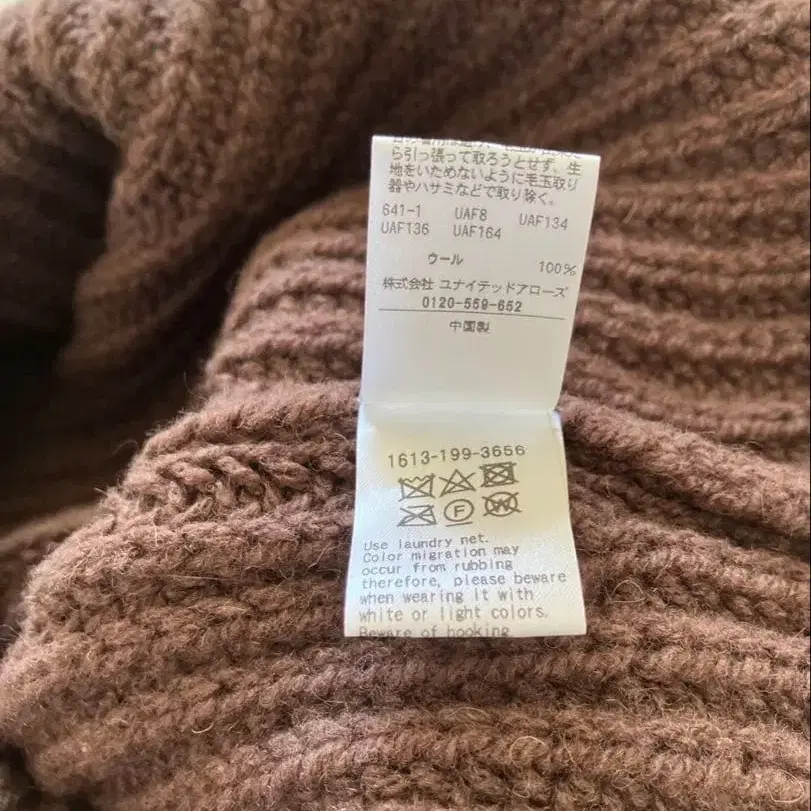 ら引っ張って取ろうとせず、生
地をいためないように毛玉取り
器やハサミなどで取り除く。
641-1 UAF8 UAF134
UAF136 UAF164
ウール 100%
株式会社 ユナイテッドアローズ
0120-559-652
中国製
1613-199-3656
Use laundry net.
Color migration may
occur from rubbing
therefore, please beware
when wearing it with
white or light colors.
Beware of hooking